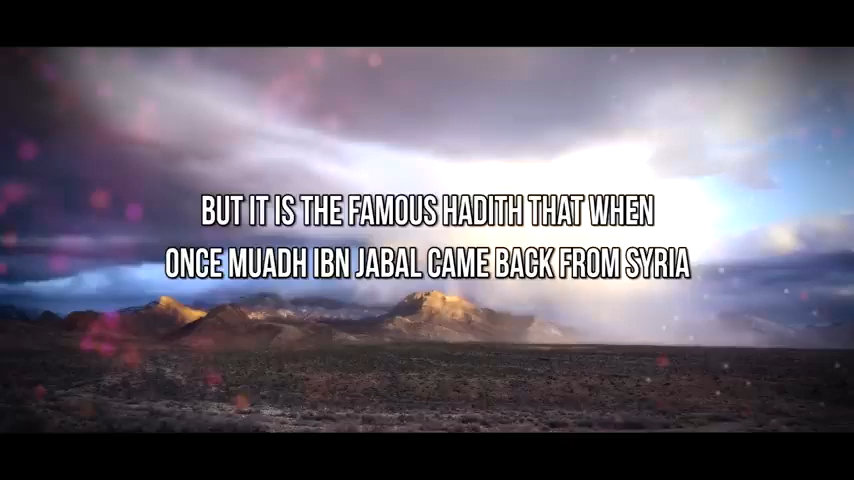 BUT IT IS THE FAMOUS HADITH THAT WHEN
ONCE MUADH IBN JABAL CAME BACK FROM SYRIA